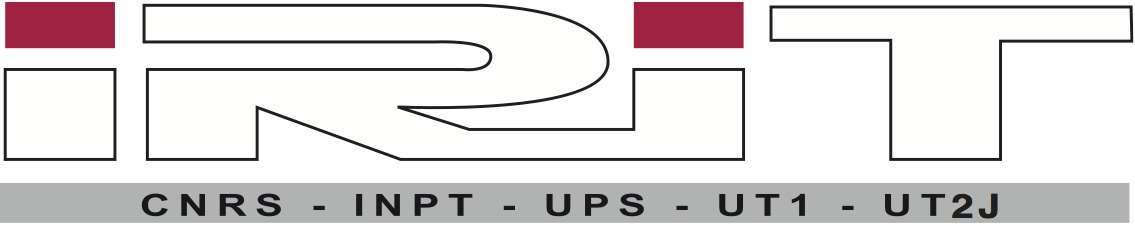 iRiT
CNRS - INPT - UPS - UT1 - UT2J